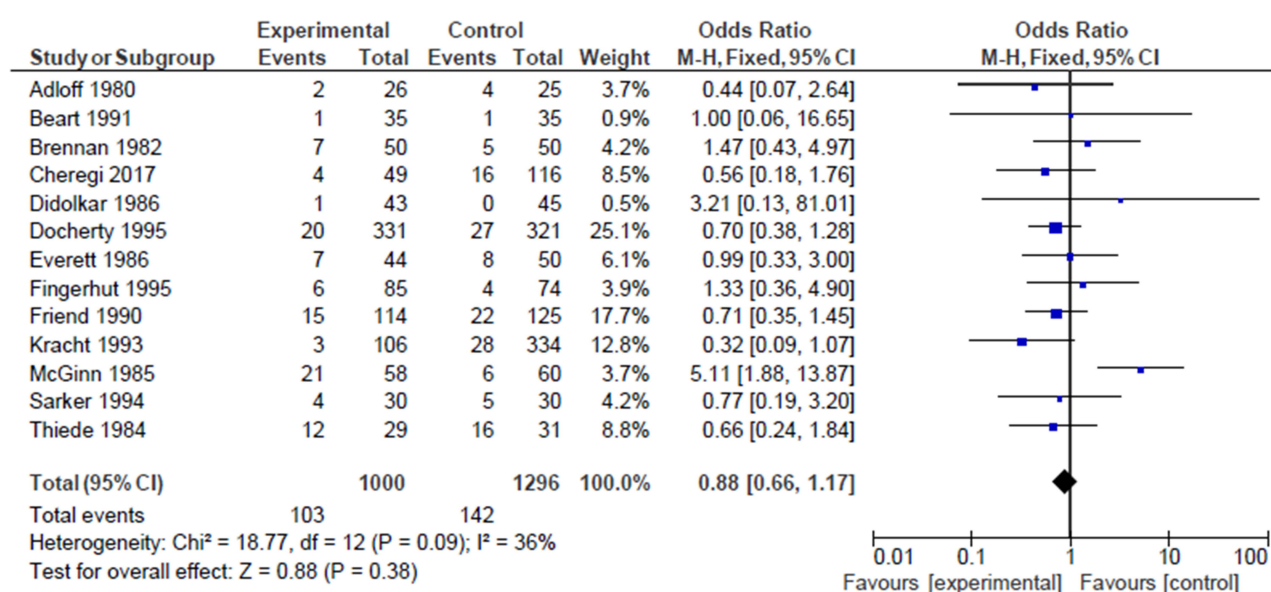 Experimental Control Odds Ratio Odds Ratio
Study or Subgroup Events Total Events Total Weight M-H, Fixed, 95% CI M-H, Fixed, 95% CI
Adloff 1980 2 26 4 25 3.7% 0.44 [0.07, 2.64]
Beart 1991 1 35 1 35 0.9% 1.00 [0.06, 16.65]
Brennan 1982 7 50 5 50 4.2% 1.47 [0.43, 4.97]
Cheregi 2017 4 49 16 116 8.5% 0.56 [0.18, 1.76]
Didolkar 1986 1 43 0 45 0.5% 3.21 [0.13, 81.01]
Docherty 1995 20 331 27 321 25.1% 0.70 [0.38, 1.28]
Everett 1986 7 44 8 50 6.1% 0.99 [0.33, 3.00]
Fingerhut 1995 6 85 4 74 3.9% 1.33 [0.36, 4.90]
Friend 1990 15 114 22 125 17.7% 0.71 [0.35, 1.45]
Kracht 1993 3 106 28 334 12.8% 0.32 [0.09, 1.07]
McGinn 1985 21 58 6 60 3.7% 5.11 [1.88, 13.87]
Sarker 1994 4 30 5 30 4.2% 0.77 [0.19, 3.20]
Thiede 1984 12 29 16 31 8.8% 0.66 [0.24, 1.84]
Total (95% CI) 1000 1296 100.0% 0.88 [0.66, 1.17]
Total events 103 142
Heterogeneity: Chi² = 18.77, df = 12 (P = 0.09); I² = 36%
Test for overall effect: Z = 0.88 (P = 0.38)
0.01 0.1 1 10 100
Favours [experimental] Favours [control]